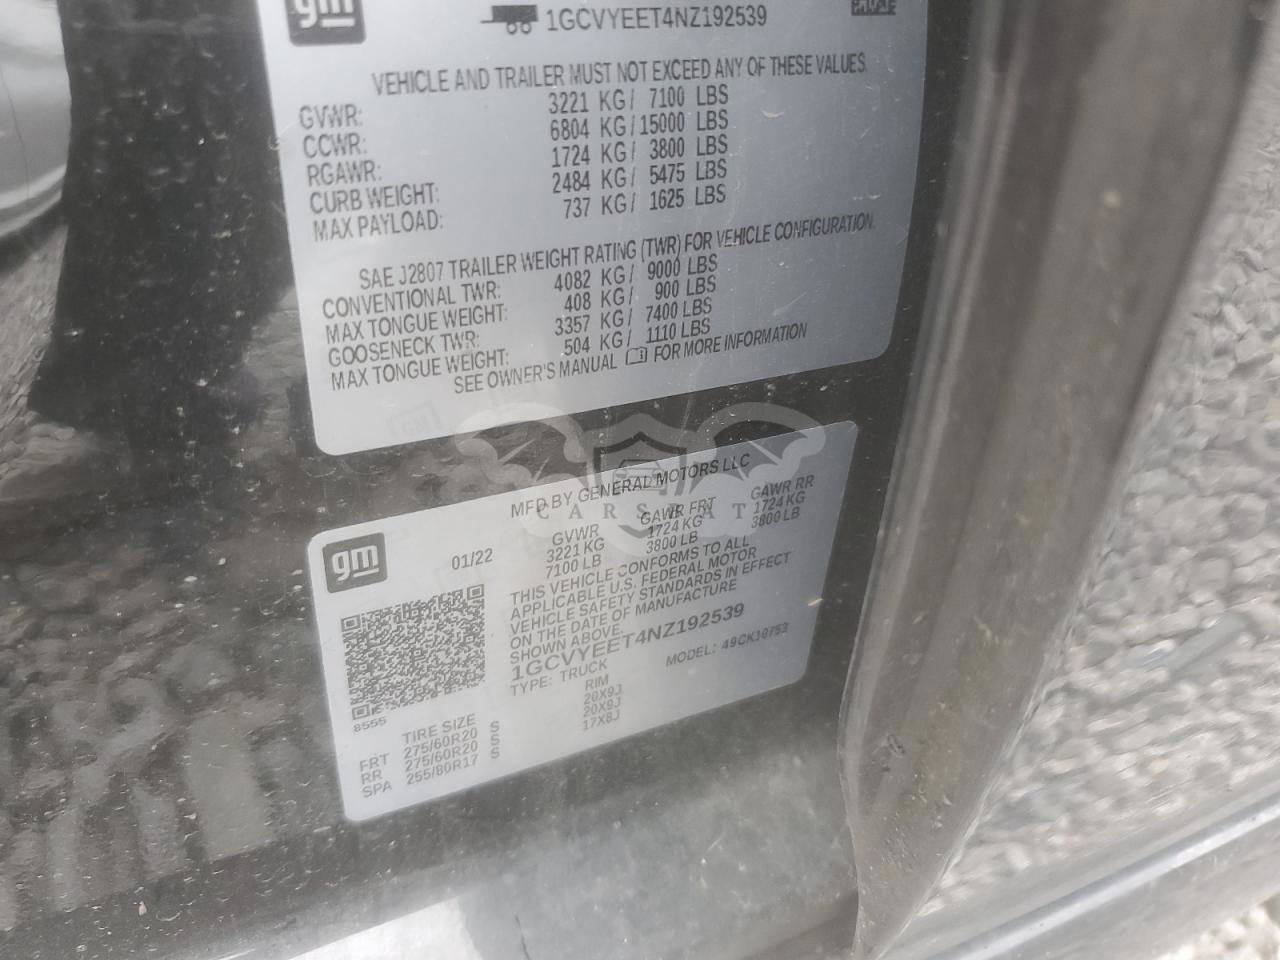 gm
1GCVYEET4NZ192539
VEHICLE AND TRAILER MUST NOT EXCEED ANY OF THESE VALUES.
GVWR: 3221 KG/ 7100 LBS
CCWR: 6804 KG/ 15000 LBS
RGAWR: 1724 KG/ 3800 LBS
CURB WEIGHT: 2484 KG/ 5475 LBS
MAX PAYLOAD: 737 KG/ 1625 LBS
SAE J2807 TRAILER WEIGHT RATING (TWR) FOR VEHICLE CONFIGURATION.
CONVENTIONAL TWR: 4082 KG/ 9000 LBS
MAX TONGUE WEIGHT: 408 KG/ 900 LBS
GOOSENECK TWR: 3357 KG/ 7400 LBS
MAX TONGUE WEIGHT: 504 KG/ 1110 LBS
SEE OWNER'S MANUAL FOR MORE INFORMATION
gm
01/22
MFD BY GENERAL MOTORS LLC
GVWR GAWR FRT GAWR RR
3221 KG 1724 KG 1724 KG
7100 LB 3800 LB 3800 LB
THIS VEHICLE CONFORMS TO ALL
APPLICABLE U.S. FEDERAL MOTOR
VEHICLE SAFETY STANDARDS IN EFFECT
ON THE DATE OF MANUFACTURE
SHOWN ABOVE.
1GCVYEET4NZ192539
TYPE: TRUCK MODEL: 49CK10753
8555
TIRE SIZE RIM
FRT 275/60R20 S 20X9J
RR 275/60R20 S 20X9J
SPA 255/80R17 S 17X8J